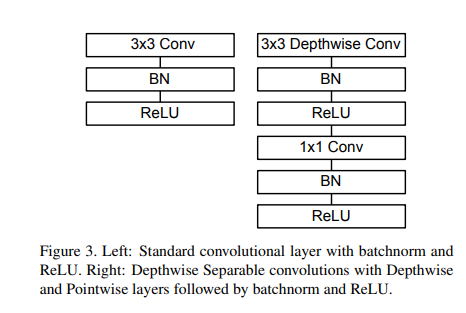 3x3 Conv
BN
ReLU
3x3 Depthwise Conv
BN
ReLU
1x1 Conv
BN
ReLU
Figure 3. Left: Standard convolutional layer with batchnorm and
ReLU. Right: Depthwise Separable convolutions with Depthwise
and Pointwise layers followed by batchnorm and ReLU.